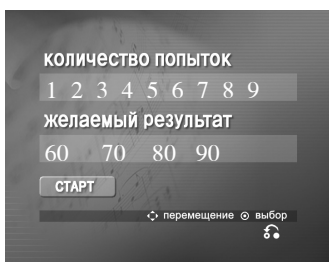 количество попыток
1 2 3 4 5 6 7 8 9
желаемый результат
60 70 80 90
СТАРТ
перемещение выбор